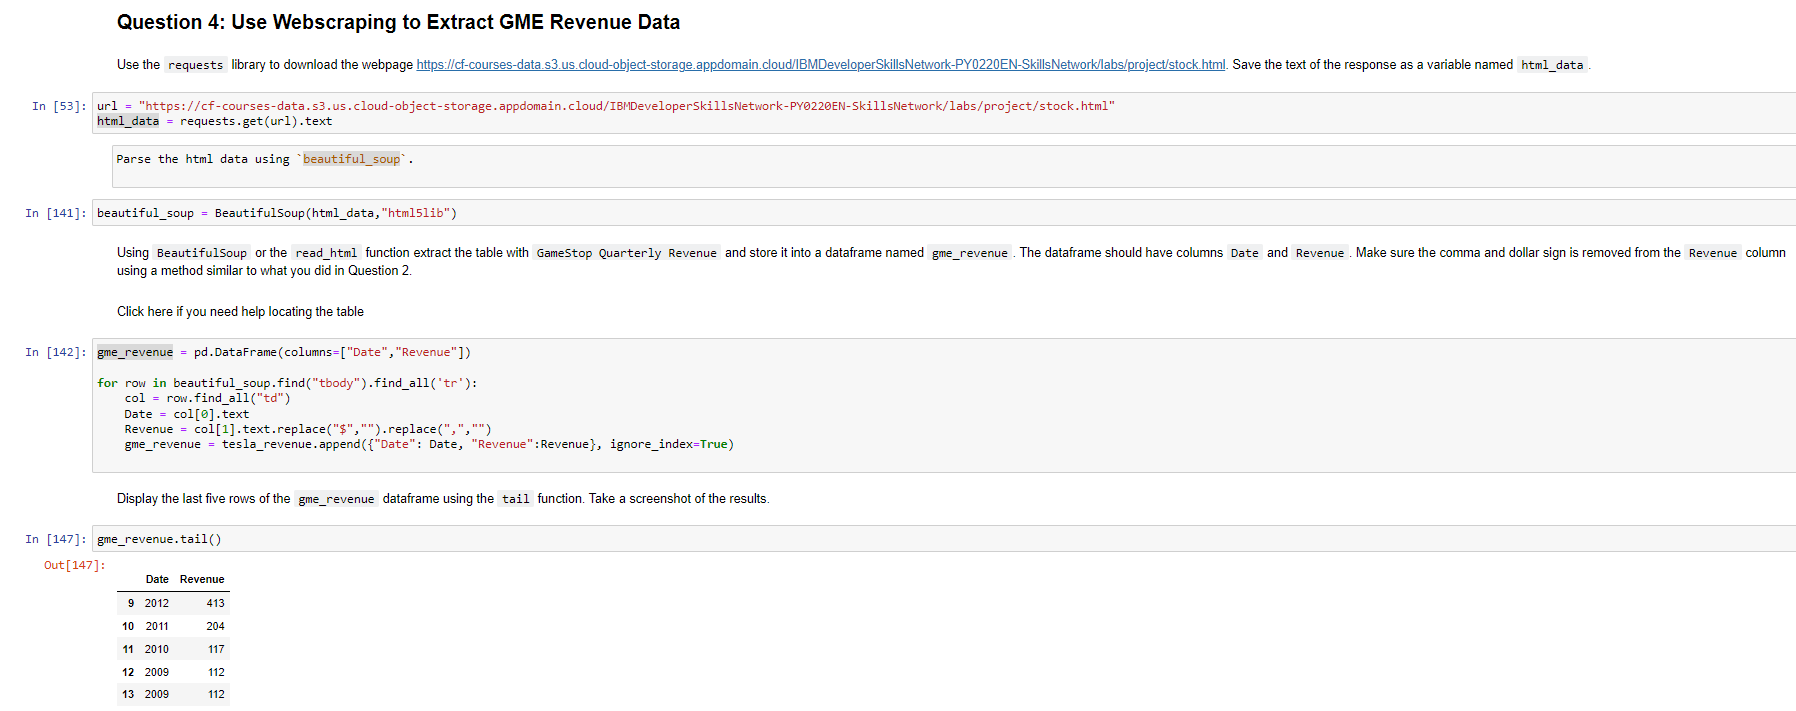 Question 4: Use Webscraping to Extract GME Revenue Data
Use the requests library to download the webpage https://cf-courses-data.s3.us.cloud-object-storage.appdomain.cloud/IBMDeveloperSkillsNetwork-PY0220EN-SkillsNetwork/labs/project/stock.html. Save the text of the response as a variable named html_data .
In [53]: url = "https://cf-courses-data.s3.us.cloud-object-storage.appdomain.cloud/IBMDeveloperSkillsNetwork-PY0220EN-SkillsNetwork/labs/project/stock.html"
html_data = requests.get(url).text
Parse the html data using `beautiful_soup`.
In [141]: beautiful_soup = BeautifulSoup(html_data,"html5lib")
Using BeautifulSoup or the read_html function extract the table with GameStop Quarterly Revenue and store it into a dataframe named gme_revenue . The dataframe should have columns Date and Revenue . Make sure the comma and dollar sign is removed from the Revenue column
using a method similar to what you did in Question 2.
Click here if you need help locating the table
In [142]: gme_revenue = pd.DataFrame(columns=["Date","Revenue"])
for row in beautiful_soup.find("tbody").find_all('tr'):
col = row.find_all("td")
Date = col[0].text
Revenue = col[1].text.replace("$","").replace(",","")
gme_revenue = tesla_revenue.append({"Date": Date, "Revenue":Revenue}, ignore_index=True)
Display the last five rows of the gme_revenue dataframe using the tail function. Take a screenshot of the results.
In [147]: gme_revenue.tail()
Out[147]:
Date Revenue
9 2012 413
10 2011 204
11 2010 117
12 2009 112
13 2009 112